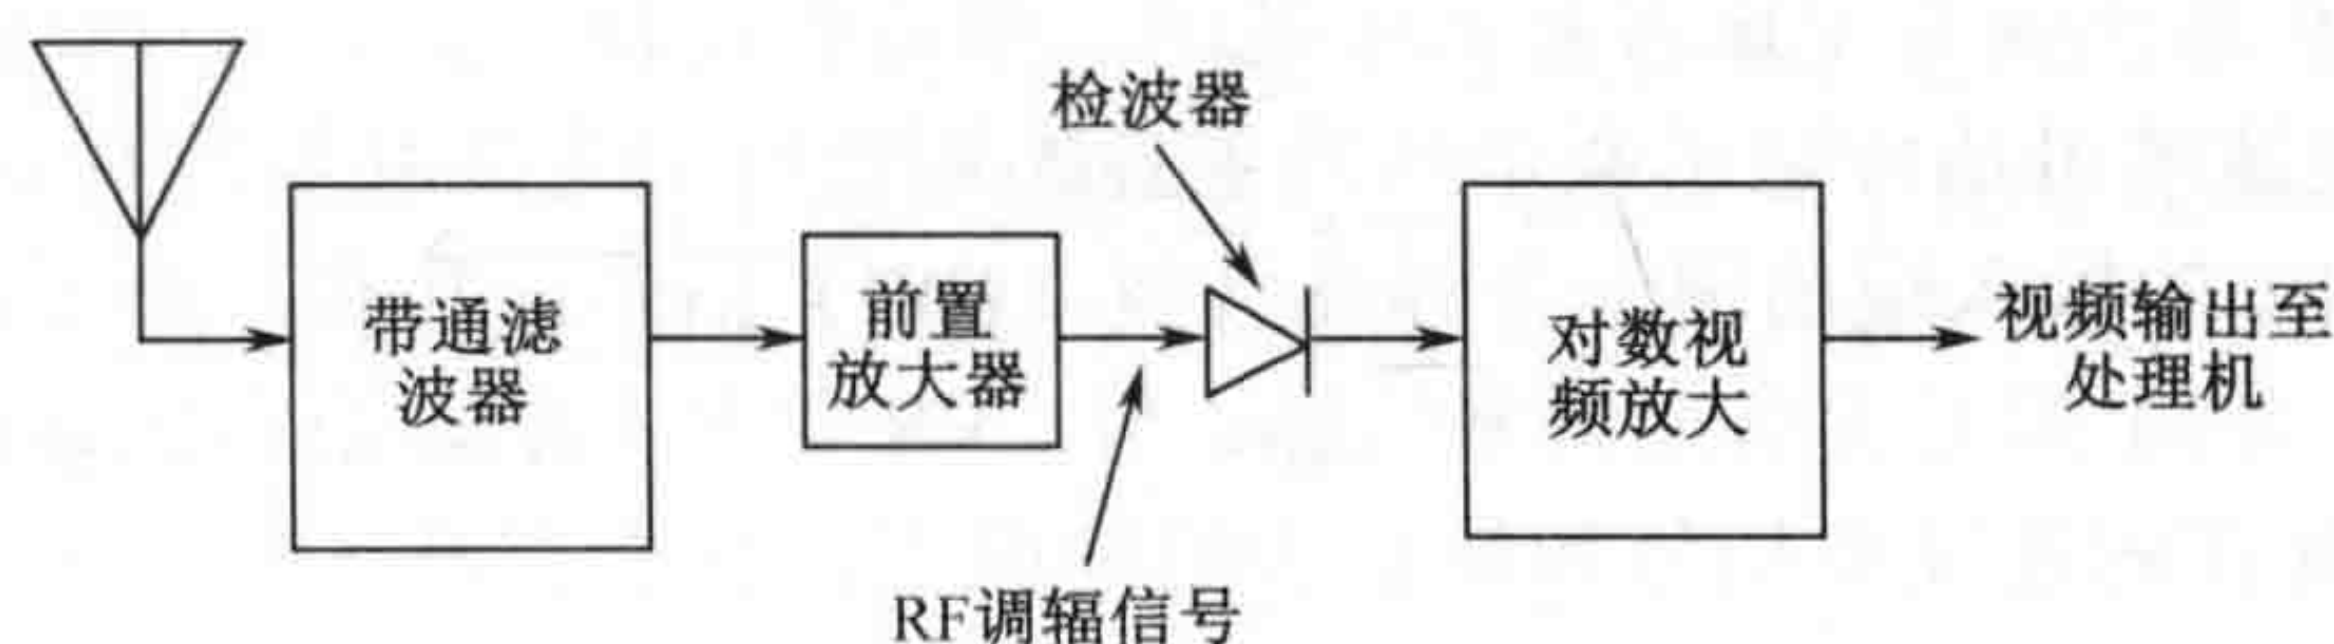 检波器
带通滤
波器
前置
放大器
对数视
频放大
视频输出至
处理机
RF调辐信号